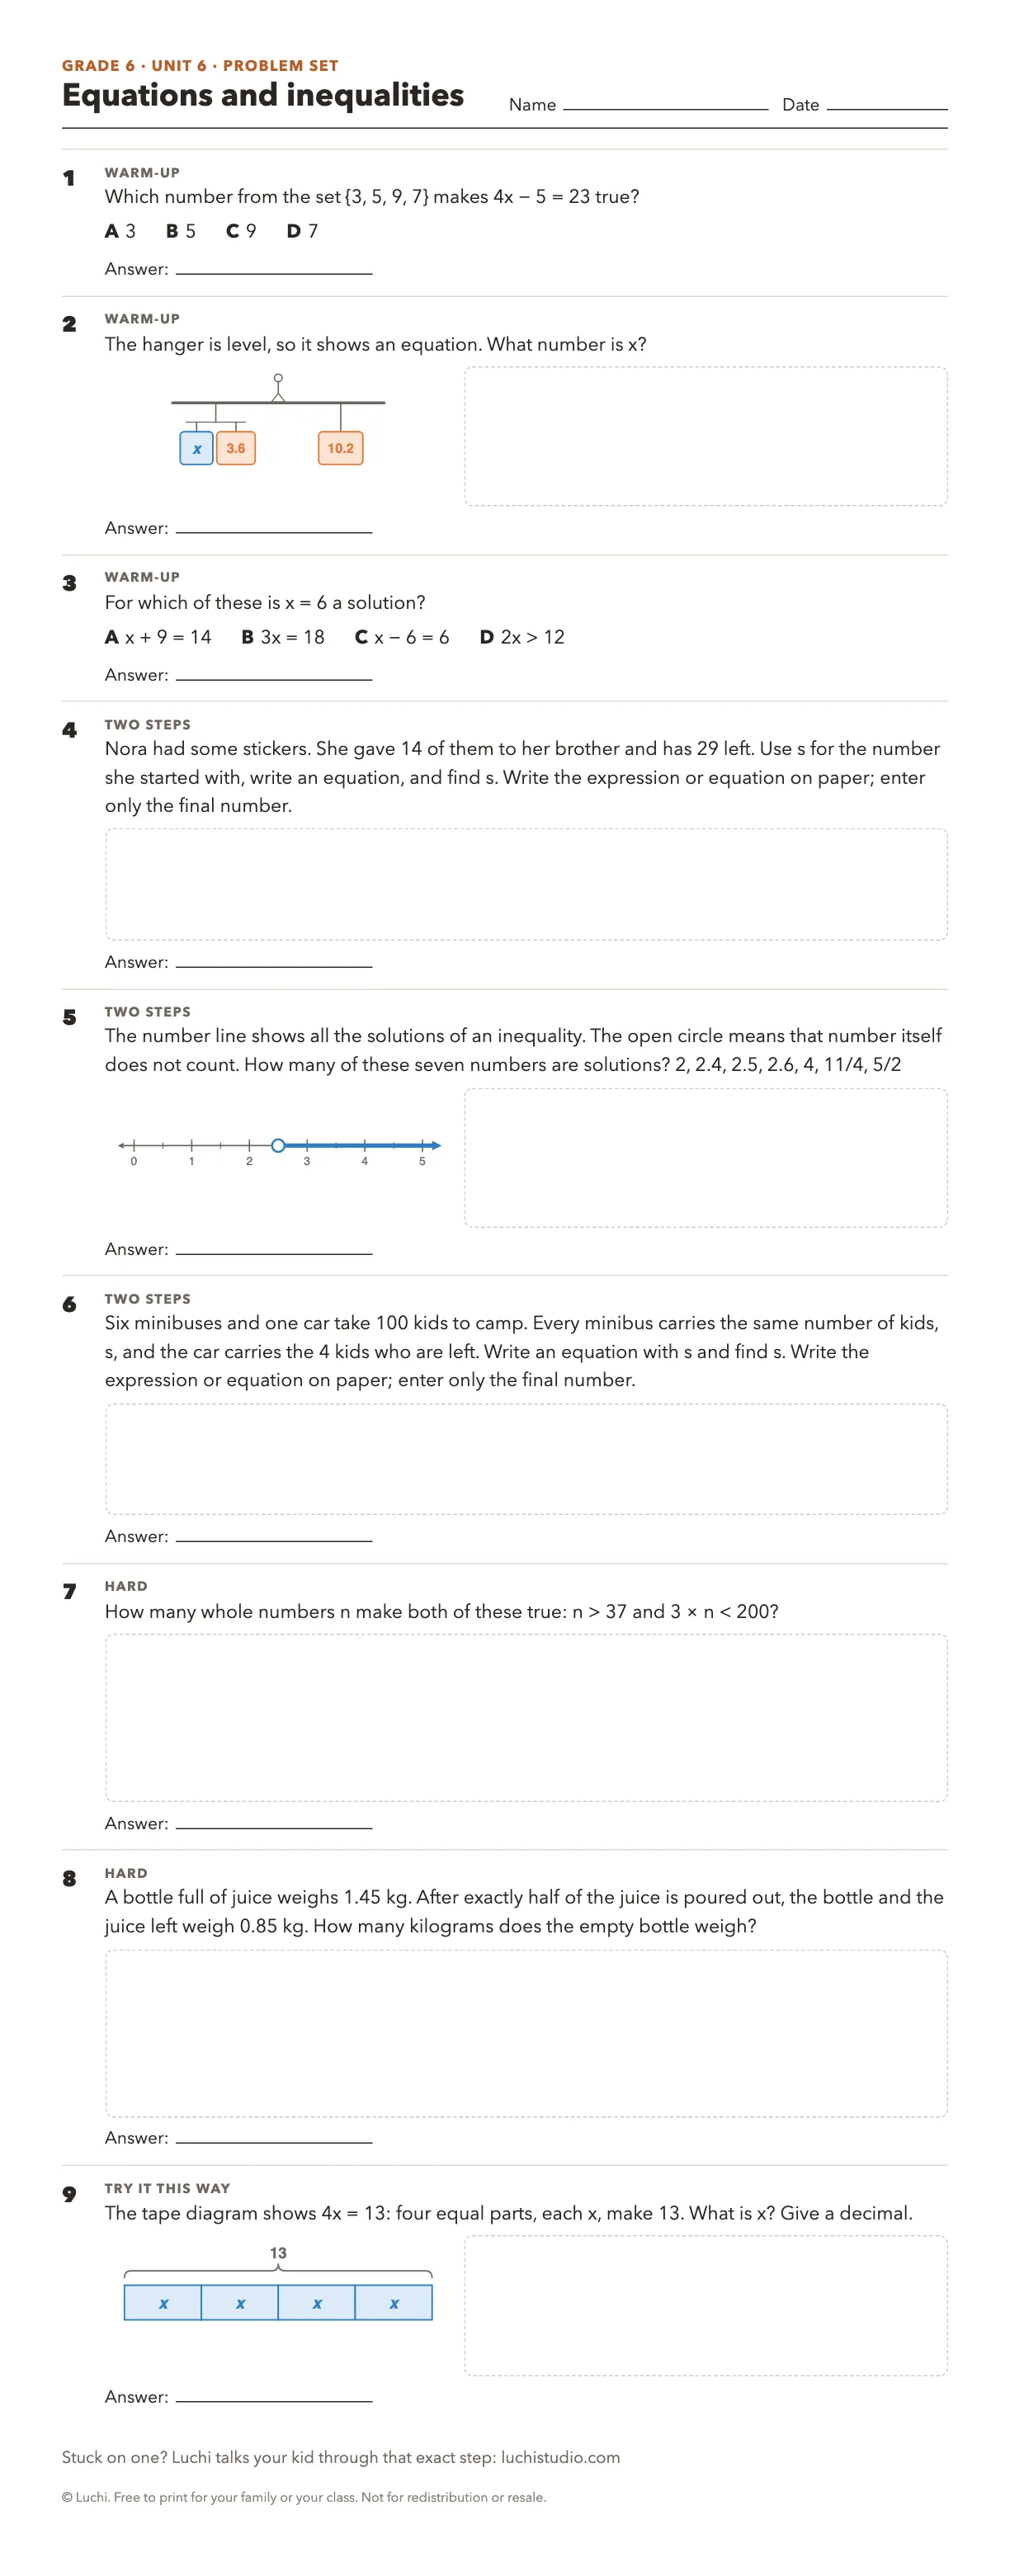 GRADE 6 · UNIT 6 · PROBLEM SET
Equations and inequalities
Name
Date
1
WARM-UP
Which number from the set {3, 5, 9, 7} makes 4x − 5 = 23 true?
A 3 B 5 C 9 D 7
Answer:
2
WARM-UP
The hanger is level, so it shows an equation. What number is x?
x 3.6 10.2
Answer:
3
WARM-UP
For which of these is x = 6 a solution?
A x + 9 = 14 B 3x = 18 C x − 6 = 6 D 2x > 12
Answer:
4
TWO STEPS
Nora had some stickers. She gave 14 of them to her brother and has 29 left. Use s for the number
she started with, write an equation, and find s. Write the expression or equation on paper; enter
only the final number.
Answer:
5
TWO STEPS
The number line shows all the solutions of an inequality. The open circle means that number itself
does not count. How many of these seven numbers are solutions? 2, 2.4, 2.5, 2.6, 4, 11/4, 5/2
0 1 2 3 4 5
Answer:
6
TWO STEPS
Six minibuses and one car take 100 kids to camp. Every minibus carries the same number of kids,
s, and the car carries the 4 kids who are left. Write an equation with s and find s. Write the
expression or equation on paper; enter only the final number.
Answer:
7
HARD
How many whole numbers n make both of these true: n > 37 and 3 × n < 200?
Answer:
8
HARD
A bottle full of juice weighs 1.45 kg. After exactly half of the juice is poured out, the bottle and the
juice left weigh 0.85 kg. How many kilograms does the empty bottle weigh?
Answer:
9
TRY IT THIS WAY
The tape diagram shows 4x = 13: four equal parts, each x, make 13. What is x? Give a decimal.
13
x x x x
Answer:
Stuck on one? Luchi talks your kid through that exact step: luchistudio.com
© Luchi. Free to print for your family or your class. Not for redistribution or resale.